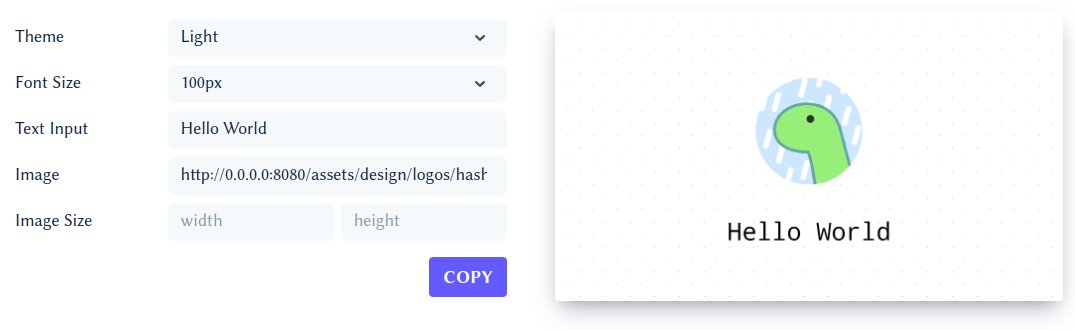 Theme
Light
Font Size
100px
Text Input
Hello World
Image
http://0.0.0.0:8080/assets/design/logos/hash
Image Size
width
height
COPY
Hello World